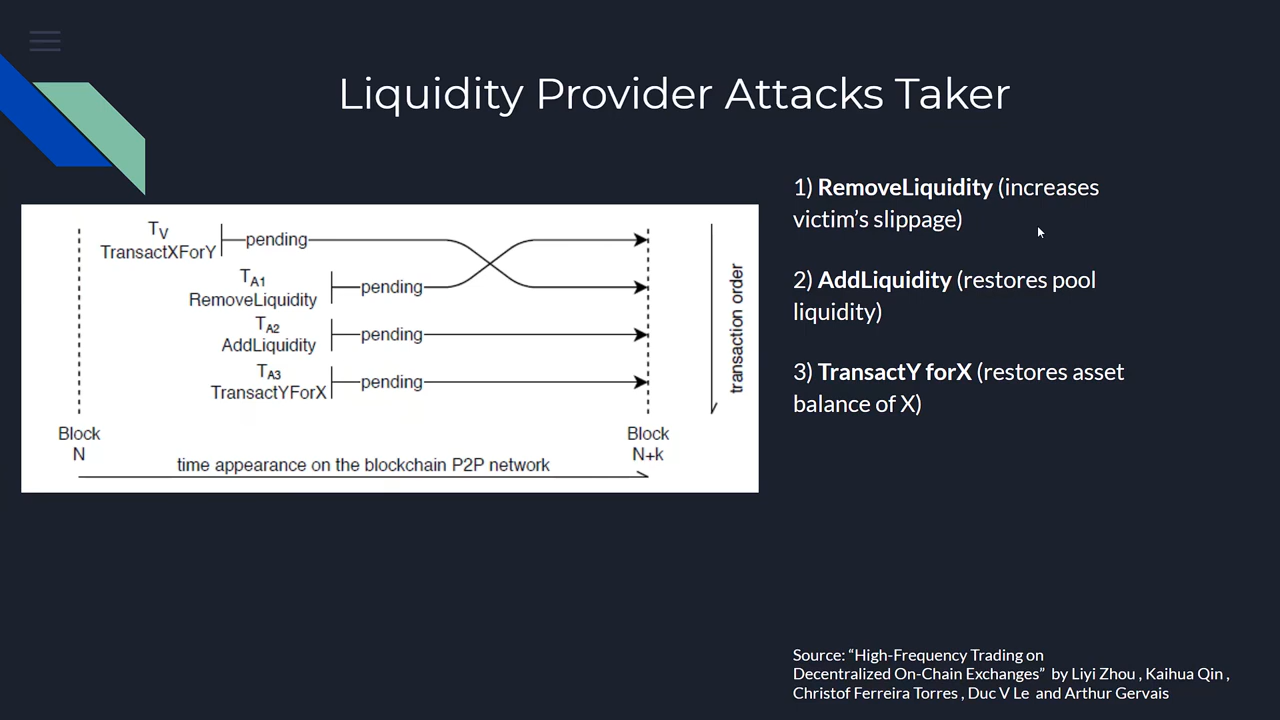 Liquidity Provider Attacks Taker
TV
TransactXForY
pending
TA1
RemoveLiquidity
pending
TA2
AddLiquidity
pending
TA3
TransactYForX
pending
transaction order
Block
N
Block
N+k
time appearance on the blockchain P2P network
1) RemoveLiquidity (increases
victim's slippage)
2) AddLiquidity (restores pool
liquidity)
3) TransactY forX (restores asset
balance of X)
Source: “High-Frequency Trading on
Decentralized On-Chain Exchanges” by Liyi Zhou , Kaihua Qin ,
Christof Ferreira Torres , Duc V Le and Arthur Gervais